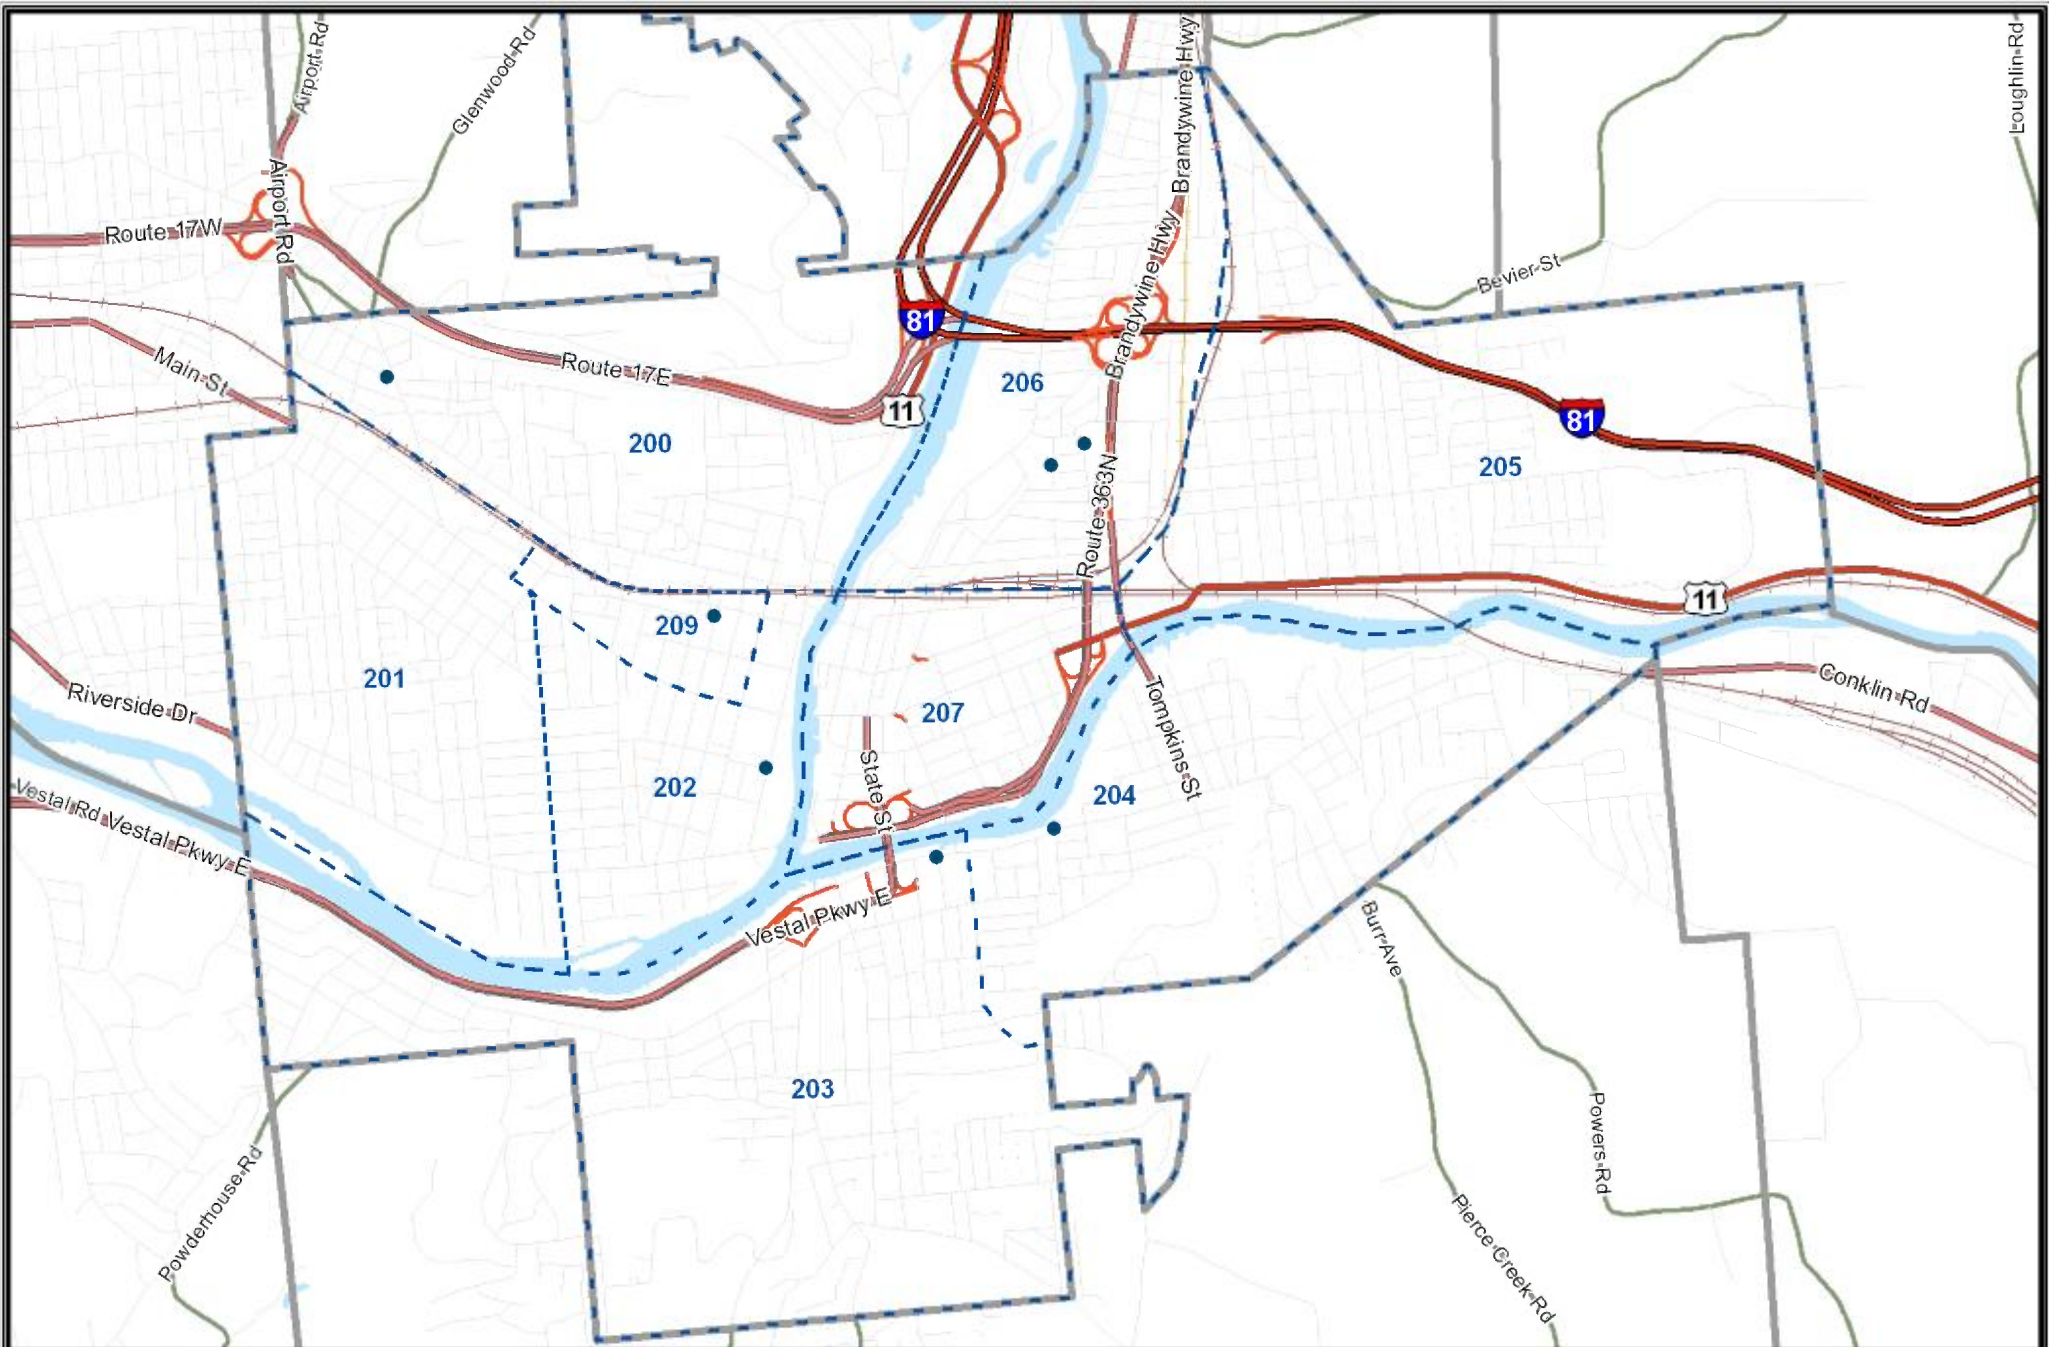 Airport-Rd
Glenwood-Rd
Brandywine Hwy
Loughlin-Rd
Airport Rd
Route 17W
Brandywine Hwy
Bevier-St
81
Main-St
Route 17E
206
11
81
200
Brandywine Hwy
205
Route-363N
209
11
201
Riverside Dr
207
Conklin Rd
Tompkins-St
State-St
202
204
Vestal Rd
Vestal Pkwy E
Vestal Pkwy E
Burr-Ave
203
Powers-Rd
Powderhouse-Rd
Pierce-Creek-Rd